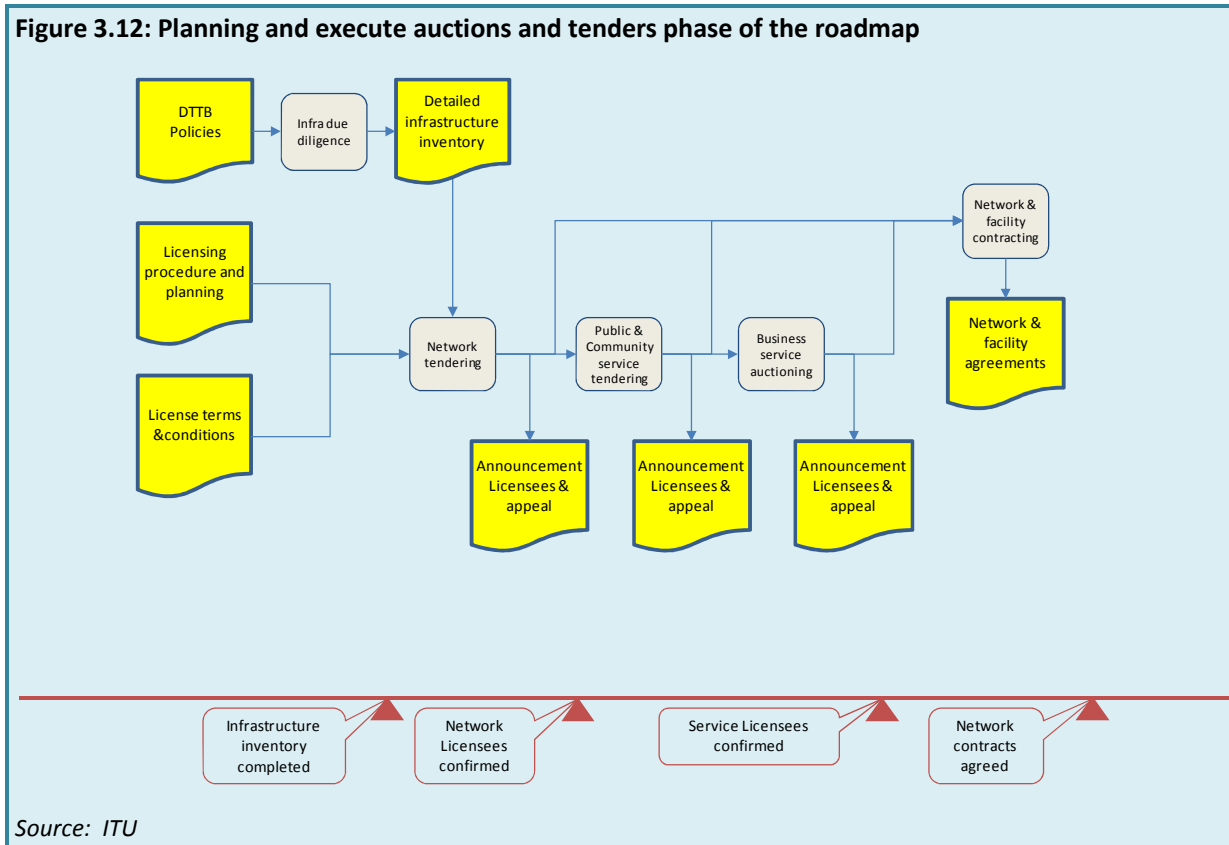 Figure 3.12: Planning and execute auctions and tenders phase of the roadmap
DTTB
Policies
Infra due
diligence
Detailed
infrastructure
inventory
Licensing
procedure and
planning
License terms
&conditions
Network
tendering
Public &
Community
service
tendering
Business
service
auctioning
Network &
facility
contracting
Network &
facility
agreements
Announcement
Licensees &
appeal
Announcement
Licensees &
appeal
Announcement
Licensees &
appeal
Infrastructure
inventory
completed
Network
Licensees
confirmed
Service Licensees
confirmed
Network
contracts
agreed
Source: ITU